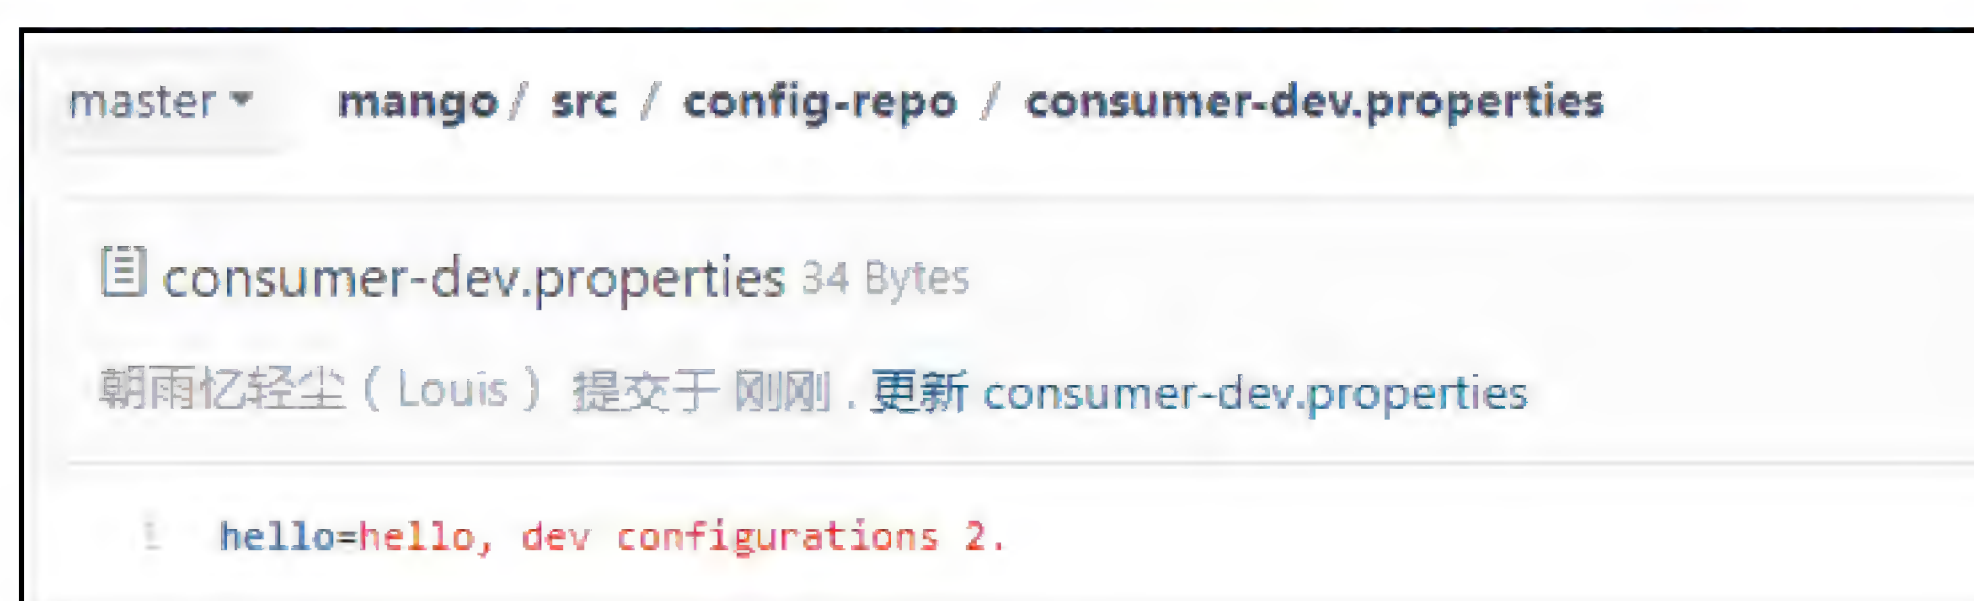 master mango / src / config-repo / consumer-dev.properties
consumer-dev.properties 34 Bytes
朝雨忆轻尘 ( Louis ) 提交于 刚刚 . 更新 consumer-dev.properties
1 hello=hello, dev configurations 2.